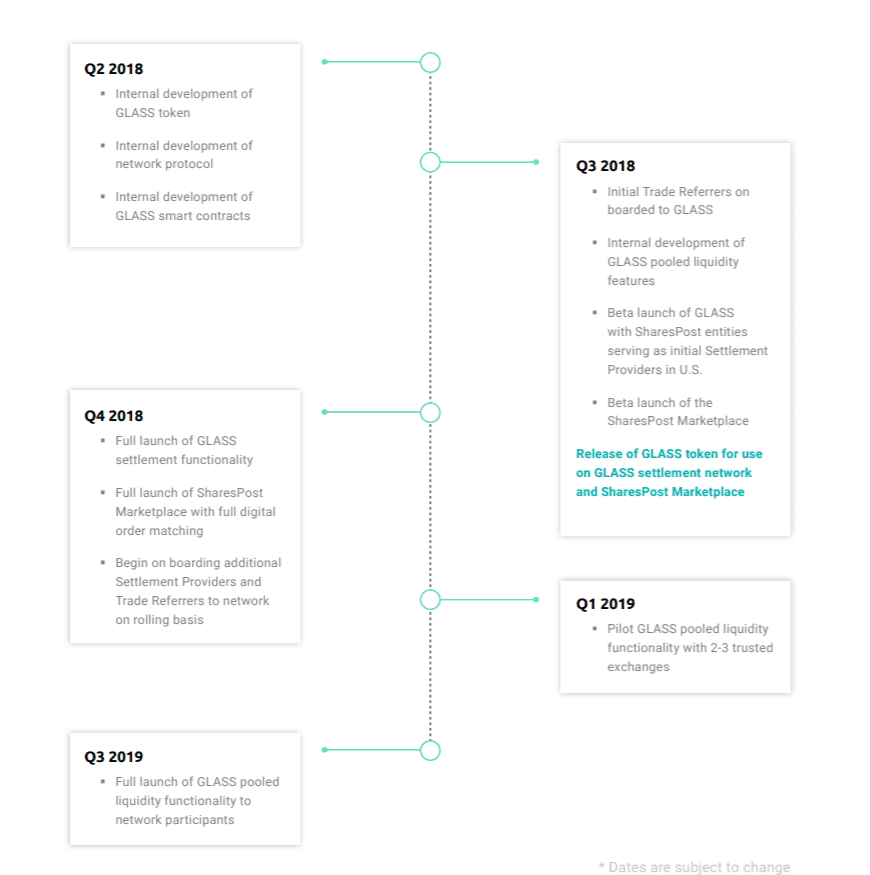 Q2 2018
▪ Internal development of
GLASS token
▪ Internal development of
network protocol
▪ Internal development of
GLASS smart contracts
Q3 2018
▪ Initial Trade Referrers on
boarded to GLASS
▪ Internal development of
GLASS pooled liquidity
features
▪ Beta launch of GLASS
with SharesPost entities
serving as initial Settlement
Providers in U.S.
▪ Beta launch of the
SharesPost Marketplace
Release of GLASS token for use
on GLASS settlement network
and SharesPost Marketplace
Q4 2018
▪ Full launch of GLASS
settlement functionality
▪ Full launch of SharesPost
Marketplace with full digital
order matching
▪ Begin on boarding additional
Settlement Providers and
Trade Referrers to network
on rolling basis
Q1 2019
▪ Pilot GLASS pooled liquidity
functionality with 2-3 trusted
exchanges
Q3 2019
▪ Full launch of GLASS pooled
liquidity functionality to
network participants
* Dates are subject to change